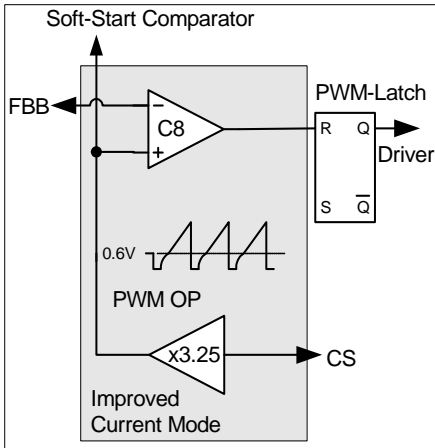 Soft-Start Comparator
FBB
−
C8
+
PWM-Latch
R Q
Driver
S Q̅
0.6V
PWM OP
x3.25
CS
Improved
Current Mode